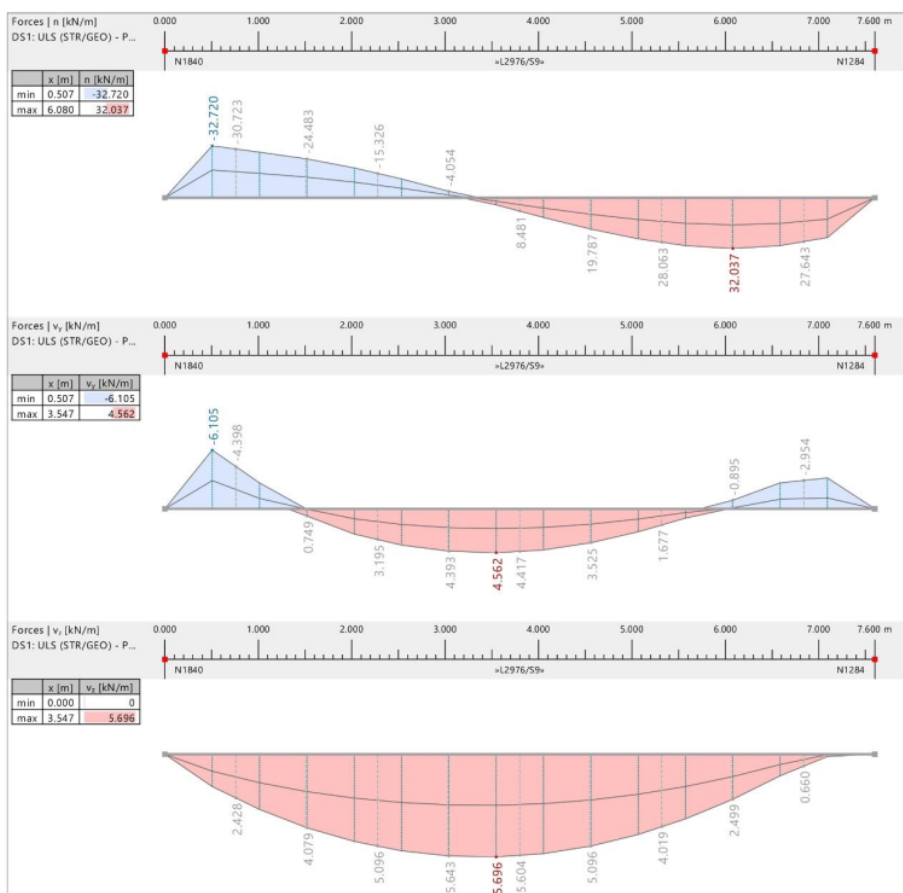 Forces | n [kN/m]
DS1: ULS (STR/GEO) - P...
0.000 1.000 2.000 3.000 4.000 5.000 6.000 7.000 7.600 m
N1840 »L2976/S9« N1284
x [m] n [kN/m]
min 0.507 -32.720
max 6.080 32.037
-32.720 -30.723 -24.483 -15.326 -4.054
8.481 19.787 28.063 32.037 27.643
Forces | vy [kN/m]
DS1: ULS (STR/GEO) - P...
0.000 1.000 2.000 3.000 4.000 5.000 6.000 7.000 7.600 m
N1840 »L2976/S9« N1284
x [m] vy [kN/m]
min 0.507 -6.105
max 3.547 4.562
-6.105 -4.398 -0.895 -2.954
0.749 3.195 4.393 4.562 4.417 3.525 1.677
Forces | vz [kN/m]
DS1: ULS (STR/GEO) - P...
0.000 1.000 2.000 3.000 4.000 5.000 6.000 7.000 7.600 m
N1840 »L2976/S9« N1284
x [m] vz [kN/m]
min 0.000 0
max 3.547 5.696
2.428 4.079 5.096 5.643 5.696 5.604 5.096 4.019 2.499 0.660